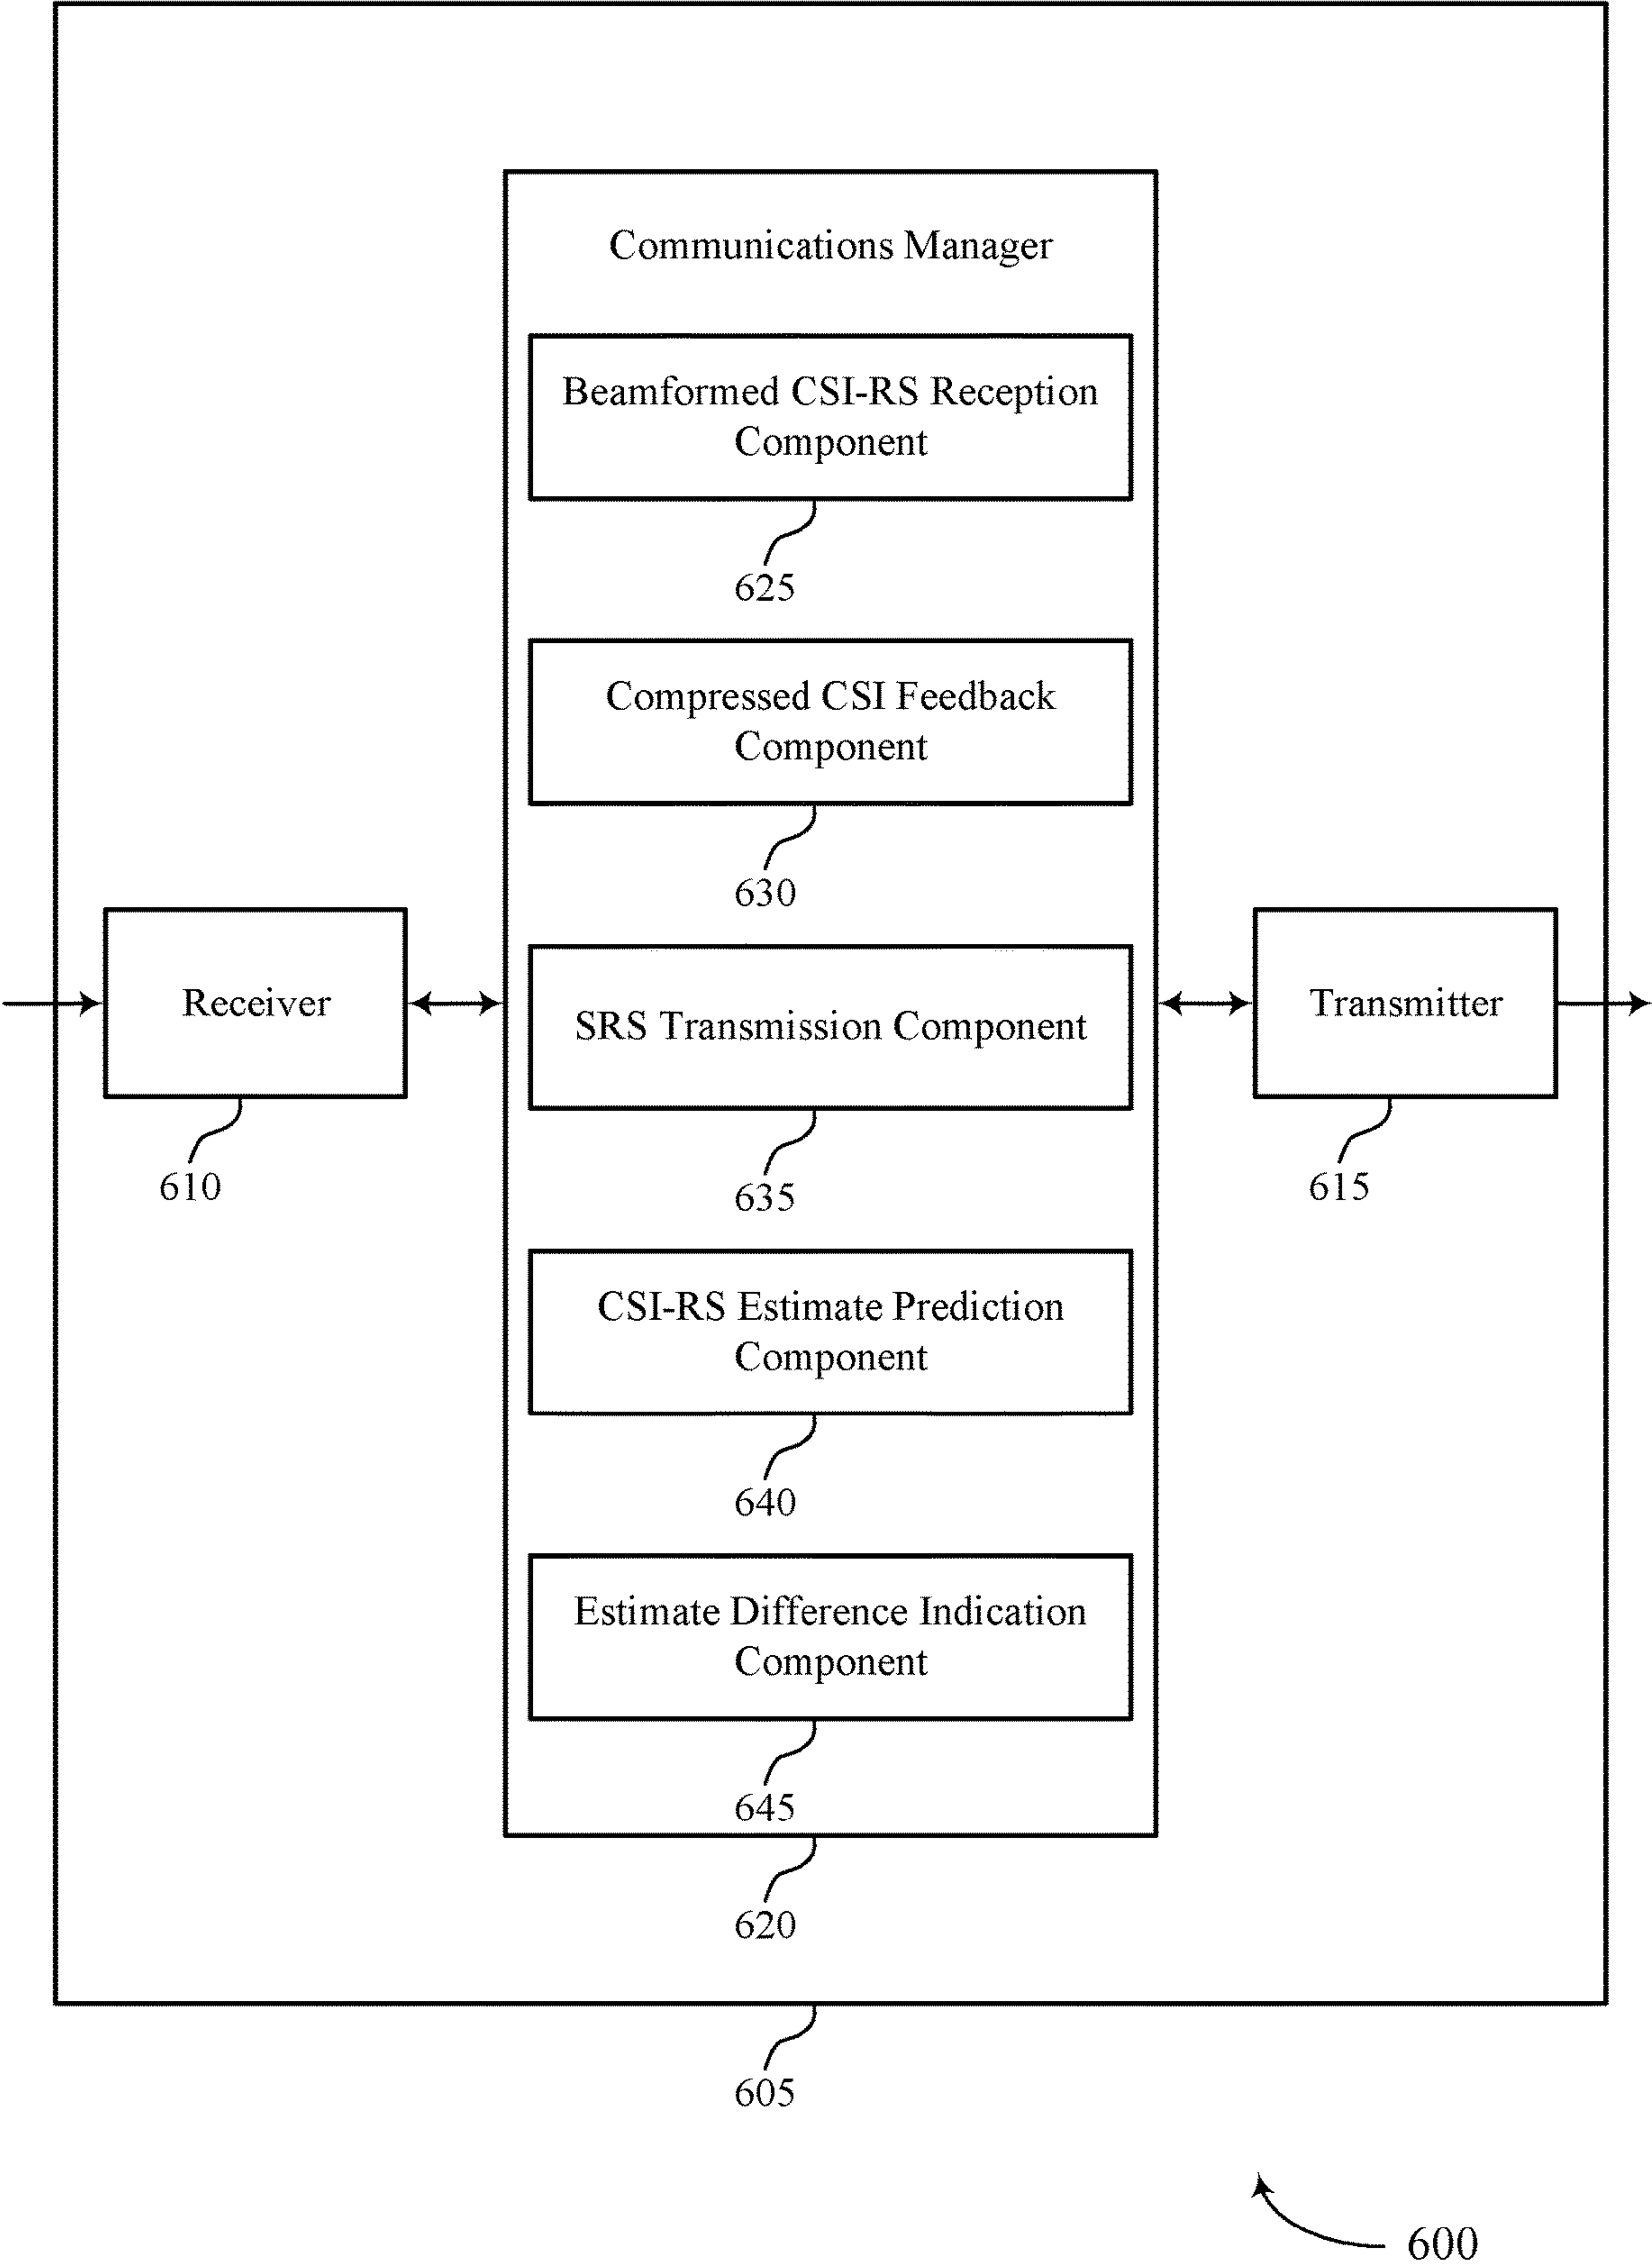 Communications Manager
Beamformed CSI-RS Reception
Component
625
Compressed CSI Feedback
Component
630
Receiver
610
SRS Transmission Component
635
Transmitter
615
CSI-RS Estimate Prediction
Component
640
Estimate Difference Indication
Component
645
620
605
600